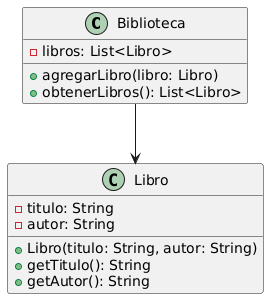 C Biblioteca
libros: List<Libro>
agregarLibro(libro: Libro)
obtenerLibros(): List<Libro>
C Libro
titulo: String
autor: String
Libro(titulo: String, autor: String)
getTitulo(): String
getAutor(): String